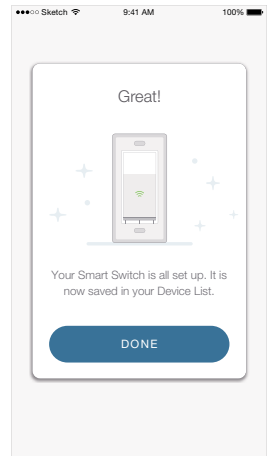 Sketch 9:41 AM 100%
Great!
Your Smart Switch is all set up. It is
now saved in your Device List.
DONE